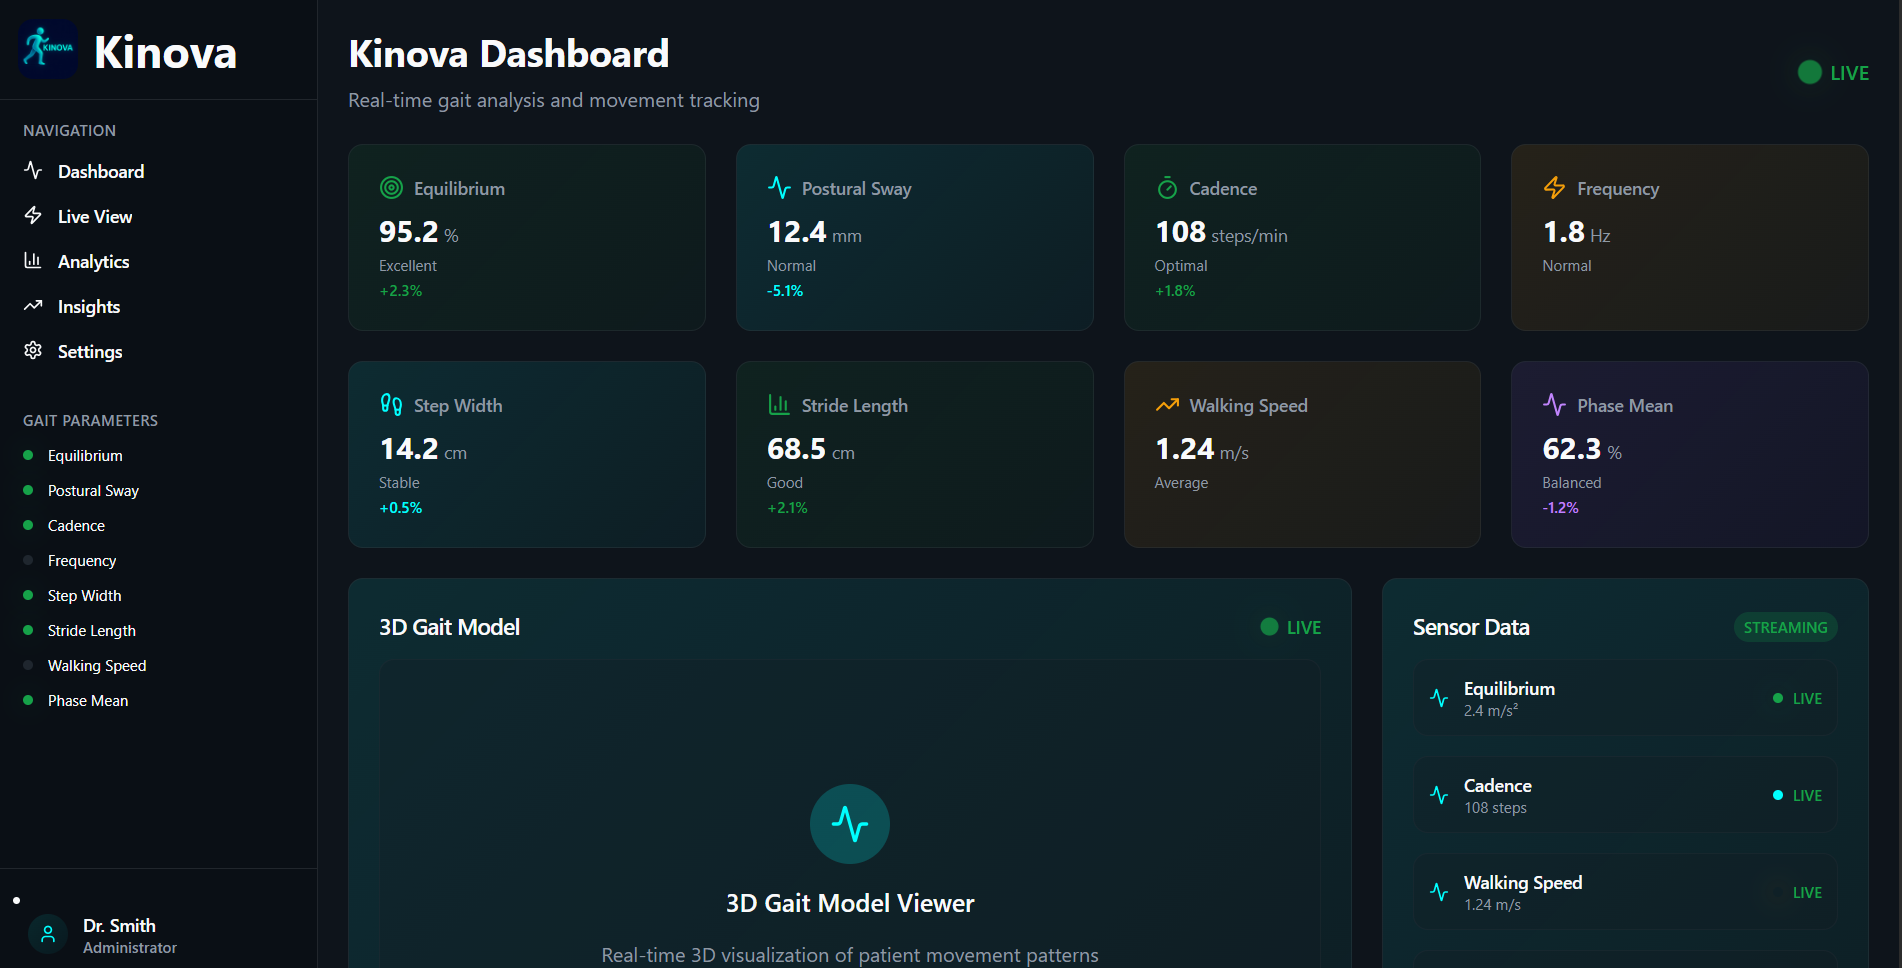 KINOVA
Kinova
NAVIGATION
Dashboard
Live View
Analytics
Insights
Settings
GAIT PARAMETERS
Equilibrium
Postural Sway
Cadence
Frequency
Step Width
Stride Length
Walking Speed
Phase Mean
Dr. Smith
Administrator
Kinova Dashboard
Real-time gait analysis and movement tracking
LIVE
Equilibrium
95.2 %
Excellent
+2.3%
Postural Sway
12.4 mm
Normal
-5.1%
Cadence
108 steps/min
Optimal
+1.8%
Frequency
1.8 Hz
Normal
Step Width
14.2 cm
Stable
+0.5%
Stride Length
68.5 cm
Good
+2.1%
Walking Speed
1.24 m/s
Average
Phase Mean
62.3 %
Balanced
-1.2%
3D Gait Model
LIVE
3D Gait Model Viewer
Real-time 3D visualization of patient movement patterns
Sensor Data
STREAMING
Equilibrium
2.4 m/s²
LIVE
Cadence
108 steps
LIVE
Walking Speed
1.24 m/s
LIVE